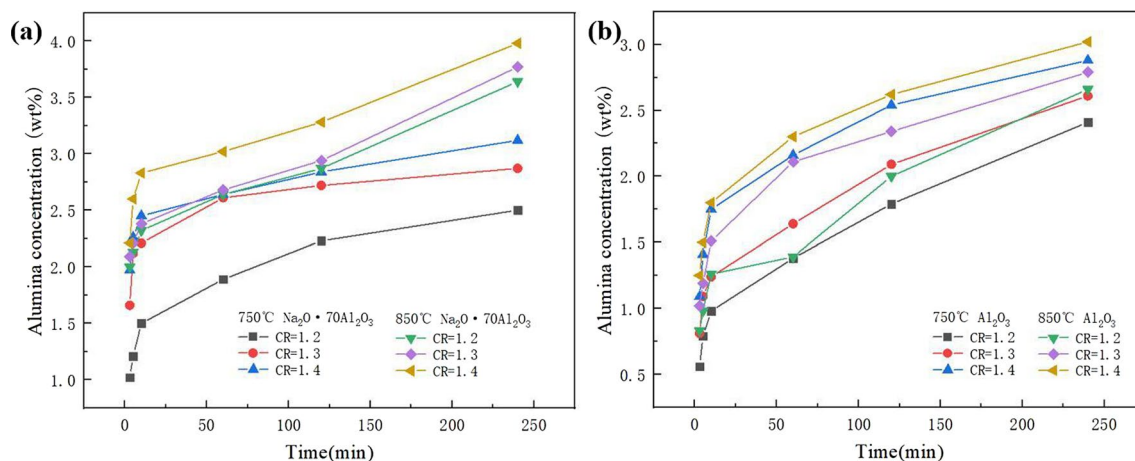 (a)
Alumina concentration (wt%)
4.0
3.5
3.0
2.5
2.0
1.5
1.0
750℃ Na₂O•70Al₂O₃
CR=1.2
CR=1.3
CR=1.4
850℃ Na₂O•70Al₂O₃
CR=1.2
CR=1.3
CR=1.4
0 50 100 150 200 250
Time(min)
(b)
Alumina concentration (wt%)
3.0
2.5
2.0
1.5
1.0
0.5
750℃ Al₂O₃
CR=1.2
CR=1.3
CR=1.4
850℃ Al₂O₃
CR=1.2
CR=1.3
CR=1.4
0 50 100 150 200 250
Time(min)